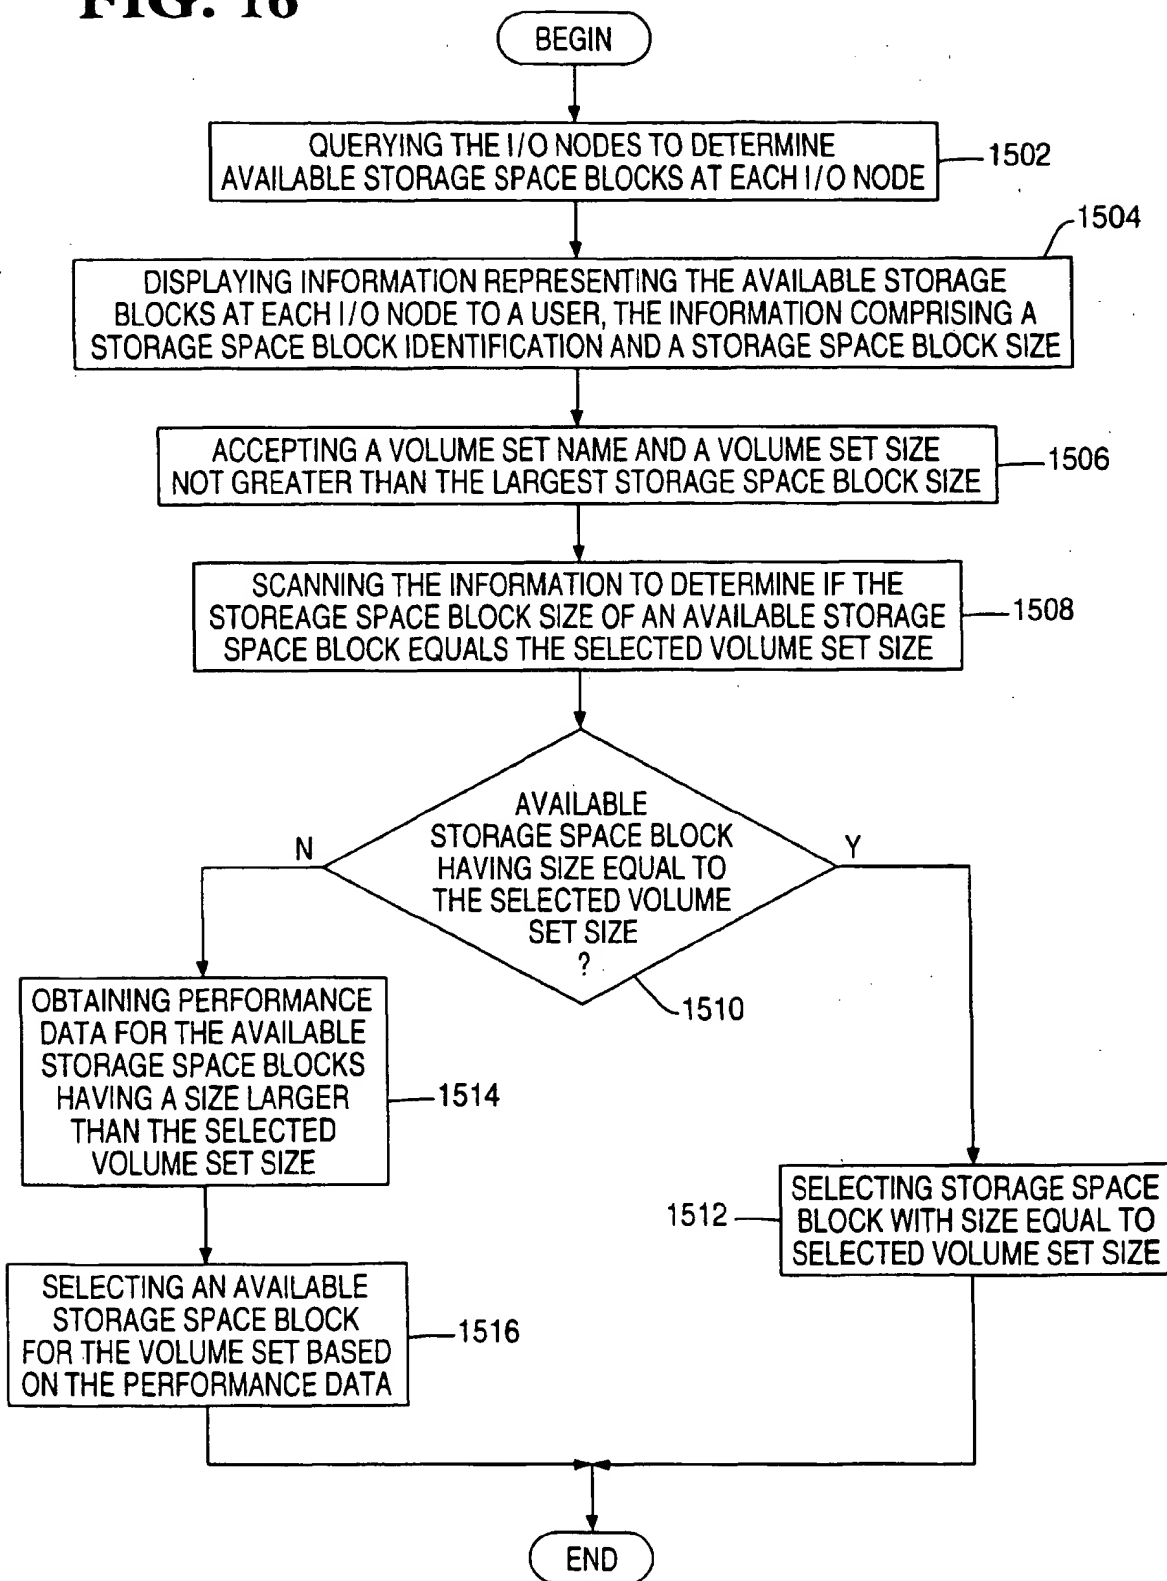 FIG. 16
BEGIN
QUERYING THE I/O NODES TO DETERMINE
AVAILABLE STORAGE SPACE BLOCKS AT EACH I/O NODE
1502
1504
DISPLAYING INFORMATION REPRESENTING THE AVAILABLE STORAGE
BLOCKS AT EACH I/O NODE TO A USER, THE INFORMATION COMPRISING A
STORAGE SPACE BLOCK IDENTIFICATION AND A STORAGE SPACE BLOCK SIZE
ACCEPTING A VOLUME SET NAME AND A VOLUME SET SIZE
NOT GREATER THAN THE LARGEST STORAGE SPACE BLOCK SIZE
1506
SCANNING THE INFORMATION TO DETERMINE IF THE
STOREAGE SPACE BLOCK SIZE OF AN AVAILABLE STORAGE
SPACE BLOCK EQUALS THE SELECTED VOLUME SET SIZE
1508
AVAILABLE
STORAGE SPACE BLOCK
HAVING SIZE EQUAL TO
THE SELECTED VOLUME
SET SIZE
?
N
Y
1510
OBTAINING PERFORMANCE
DATA FOR THE AVAILABLE
STORAGE SPACE BLOCKS
HAVING A SIZE LARGER
THAN THE SELECTED
VOLUME SET SIZE
1514
1512
SELECTING STORAGE SPACE
BLOCK WITH SIZE EQUAL TO
SELECTED VOLUME SET SIZE
SELECTING AN AVAILABLE
STORAGE SPACE BLOCK
FOR THE VOLUME SET BASED
ON THE PERFORMANCE DATA
1516
END